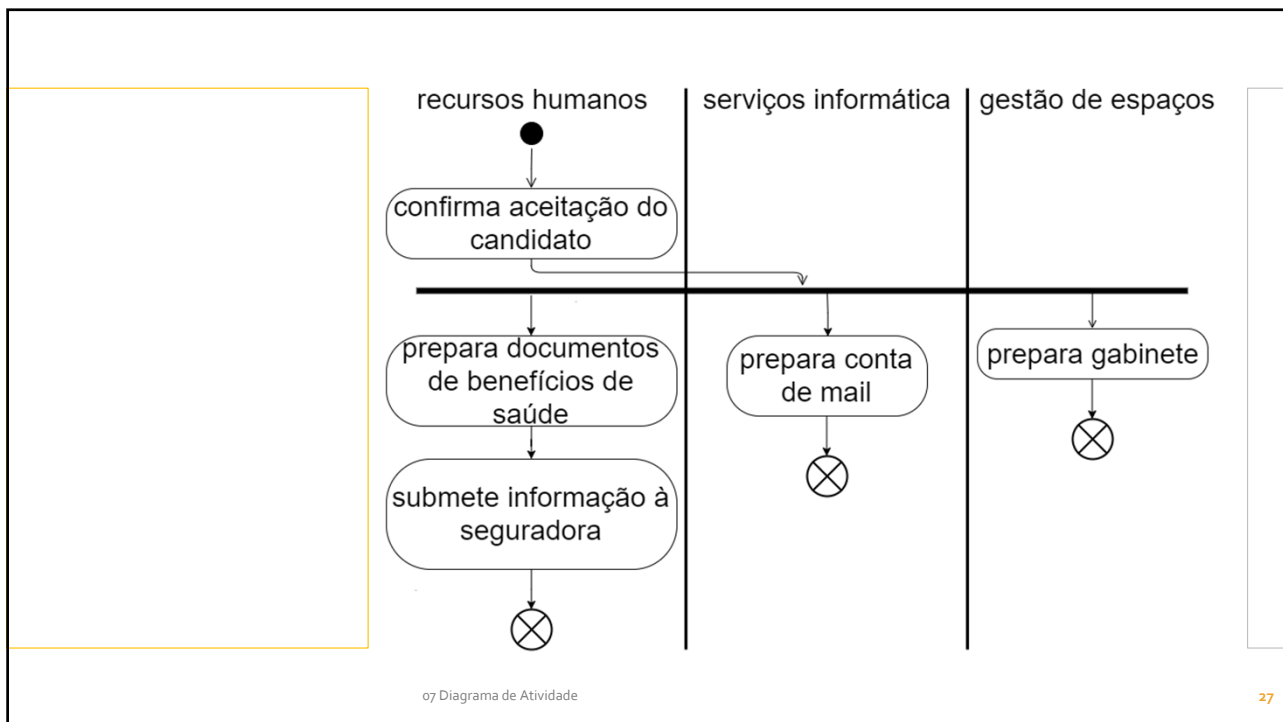 recursos humanos
serviços informática
gestão de espaços
confirma aceitação do
candidato
prepara documentos
de benefícios de
saúde
prepara conta
de mail
prepara gabinete
submete informação à
seguradora
07 Diagrama de Atividade
27